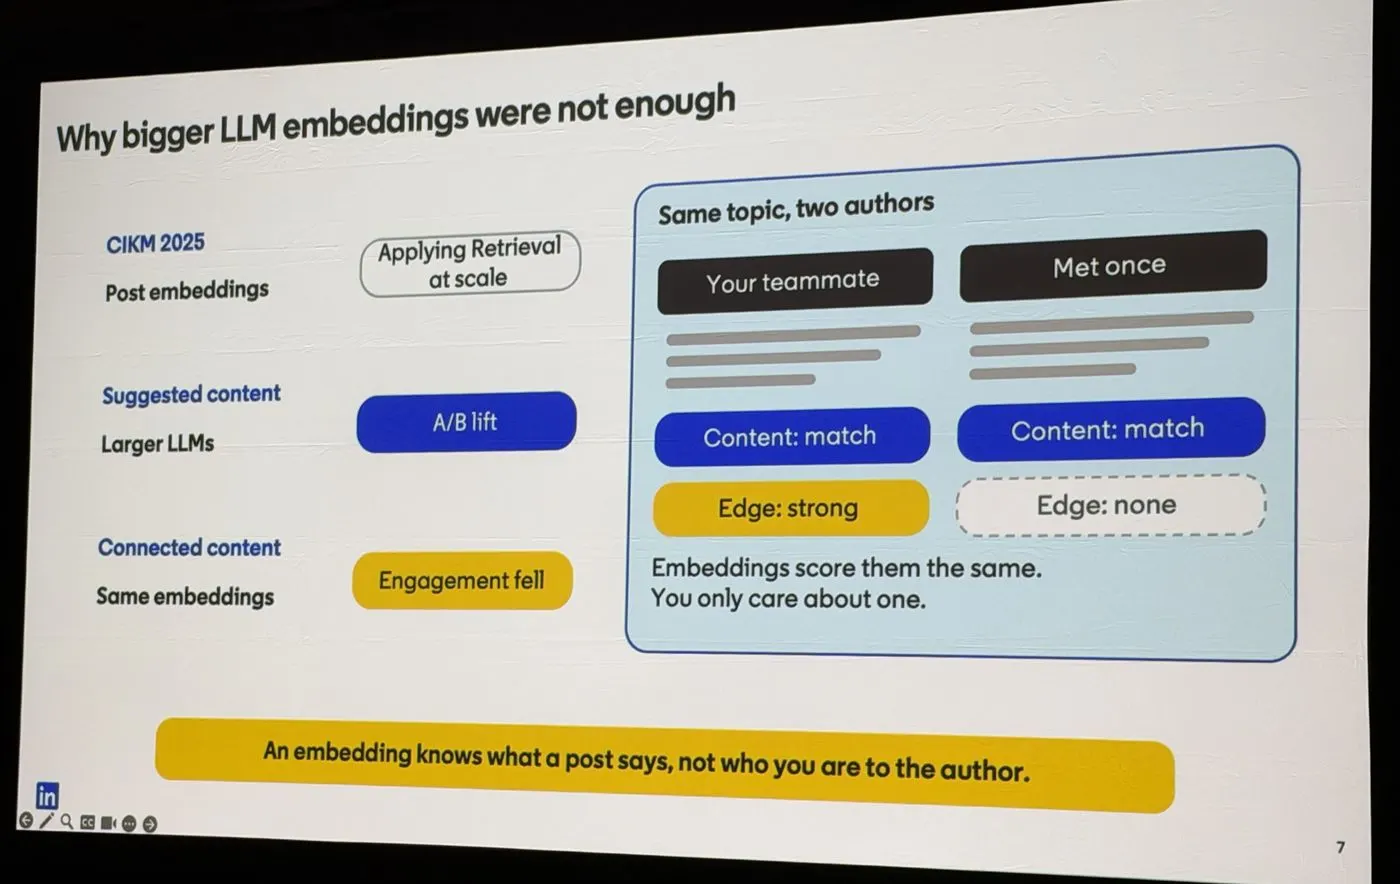 Why bigger LLM embeddings were not enough
CIKM 2025
Post embeddings
Applying Retrieval
at scale
Suggested content
Larger LLMs
A/B lift
Connected content
Same embeddings
Engagement fell
Same topic, two authors
Your teammate
Met once
Content: match
Content: match
Edge: strong
Edge: none
Embeddings score them the same.
You only care about one.
An embedding knows what a post says, not who you are to the author.
in
CC
7